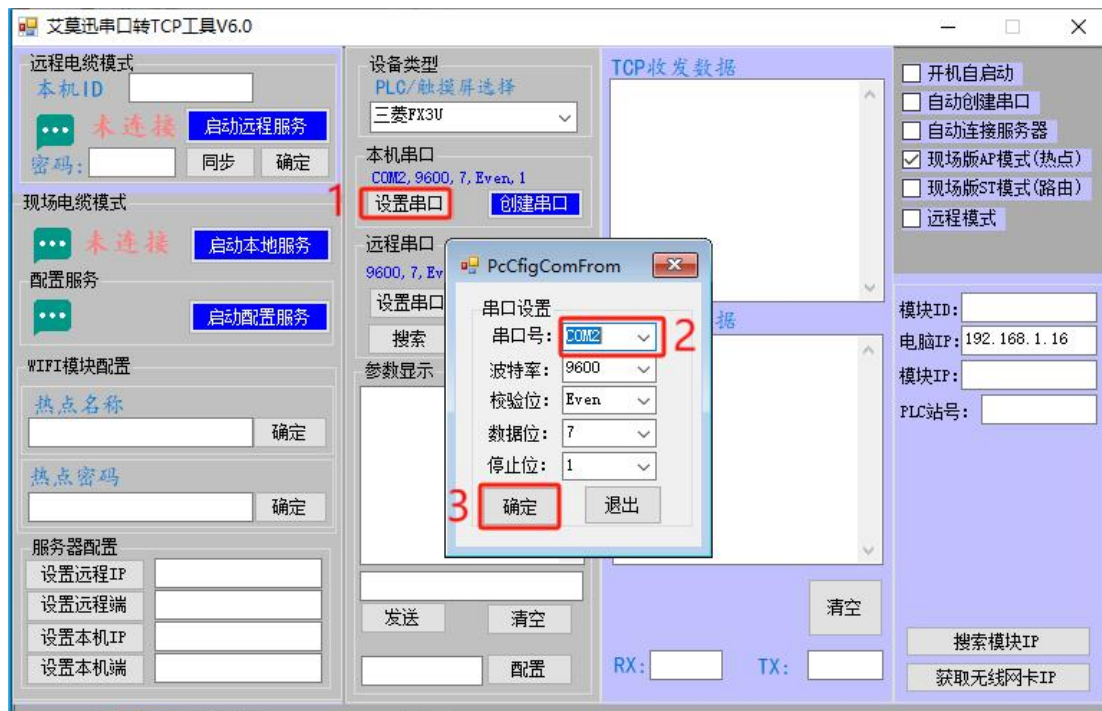 艾莫迅串口转TCP工具V6.0
远程电缆模式
本机ID
未连接
启动远程服务
密码:
同步
确定
现场电缆模式
未连接
启动本地服务
配置服务
启动配置服务
WIFI模块配置
热点名称
确定
热点密码
确定
服务器配置
设置远程IP
设置远程端
设置本机IP
设置本机端
设备类型
PLC/触摸屏选择
三菱FX3U
本机串口
COM2, 9600, 7, Even, 1
1
设置串口
创建串口
远程串口
9600, 7, Ev
设置串口
搜索
参数显示
发送
清空
配置
PcCfigComFrom
串口设置
串口号: COM2
2
波特率: 9600
校验位: Even
数据位: 7
停止位: 1
3
确定
退出
TCP收发数据
据
清空
RX:
TX:
开机自启动
自动创建串口
自动连接服务器
现场版AP模式(热点)
现场版ST模式(路由)
远程模式
模块ID:
电脑IP: 192.168.1.16
模块IP:
PLC站号:
搜索模块IP
获取无线网卡IP